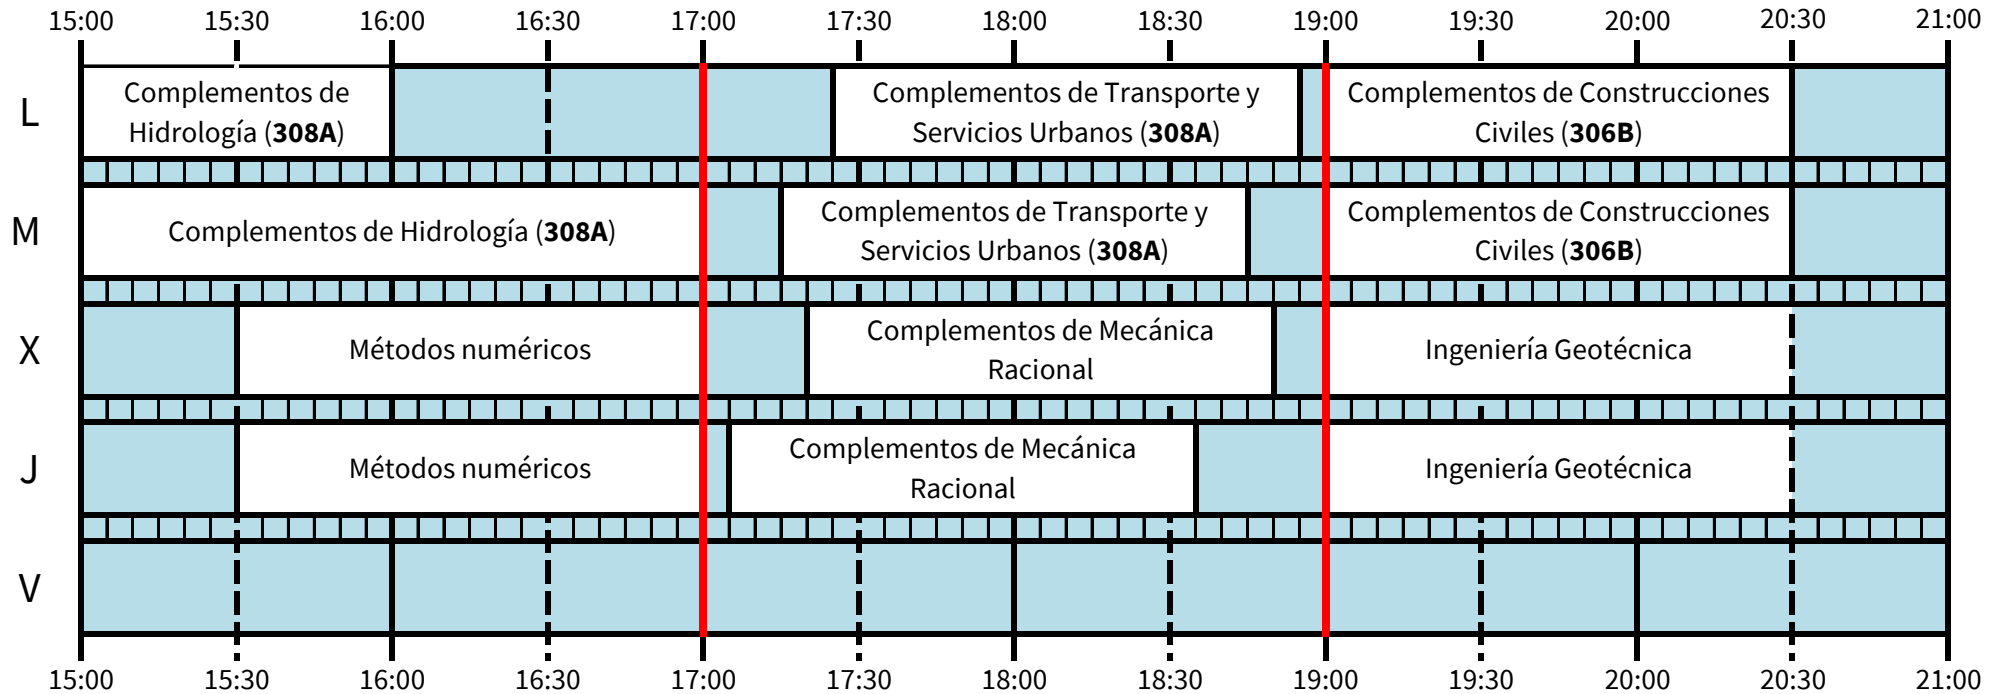 15:00 15:30 16:00 16:30 17:00 17:30 18:00 18:30 19:00 19:30 20:00 20:30 21:00
L
Complementos de
Hidrología (308A)
Complementos de Transporte y
Servicios Urbanos (308A)
Complementos de Construcciones
Civiles (306B)
M
Complementos de Hidrología (308A)
Complementos de Transporte y
Servicios Urbanos (308A)
Complementos de Construcciones
Civiles (306B)
X
Métodos numéricos
Complementos de Mecánica
Racional
Ingeniería Geotécnica
J
Métodos numéricos
Complementos de Mecánica
Racional
Ingeniería Geotécnica
V
15:00 15:30 16:00 16:30 17:00 17:30 18:00 18:30 19:00 19:30 20:00 20:30 21:00